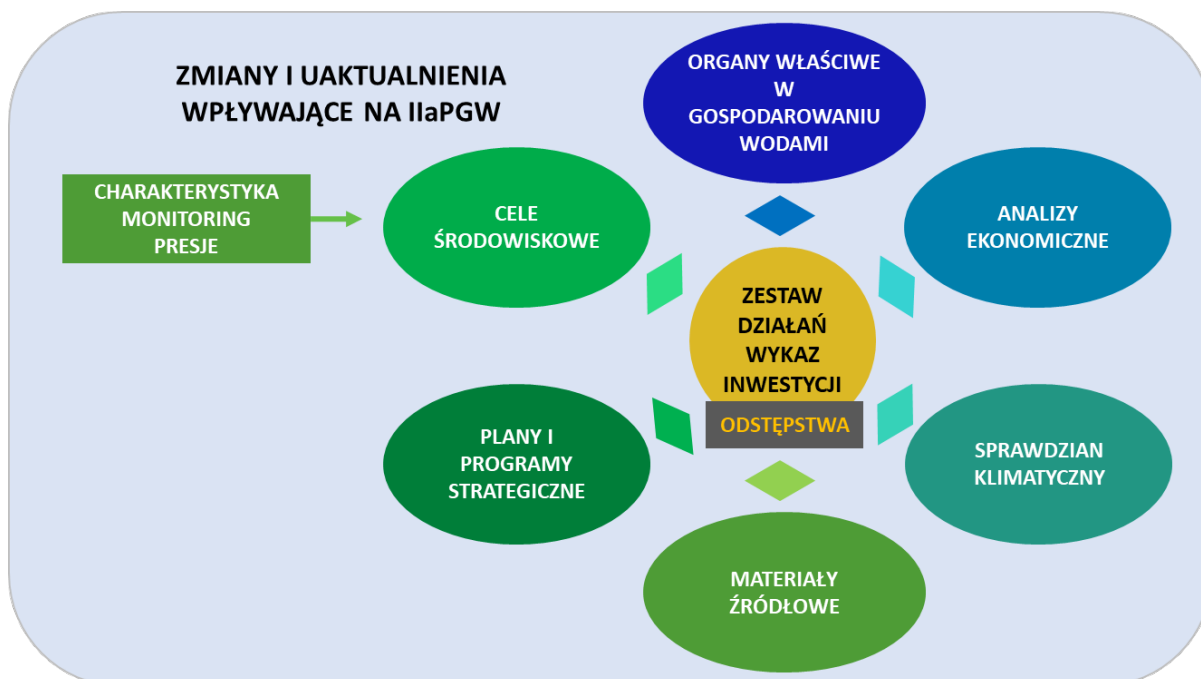 ZMIANY I UAKTUALNIENIA
WPŁYWAJĄCE NA IIaPGW
ORGANY WŁAŚCIWE
W
GOSPODAROWANIU
WODAMI
CHARAKTERYSTYKA
MONITORING
PRESJE
CELE
ŚRODOWISKOWE
ANALIZY
EKONOMICZNE
ZESTAW
DZIAŁAŃ
WYKAZ
INWESTYCJI
ODSTĘPSTWA
PLANY I
PROGRAMY
STRATEGICZNE
SPRAWDZIAN
KLIMATYCZNY
MATERIAŁY
ŹRÓDŁOWE